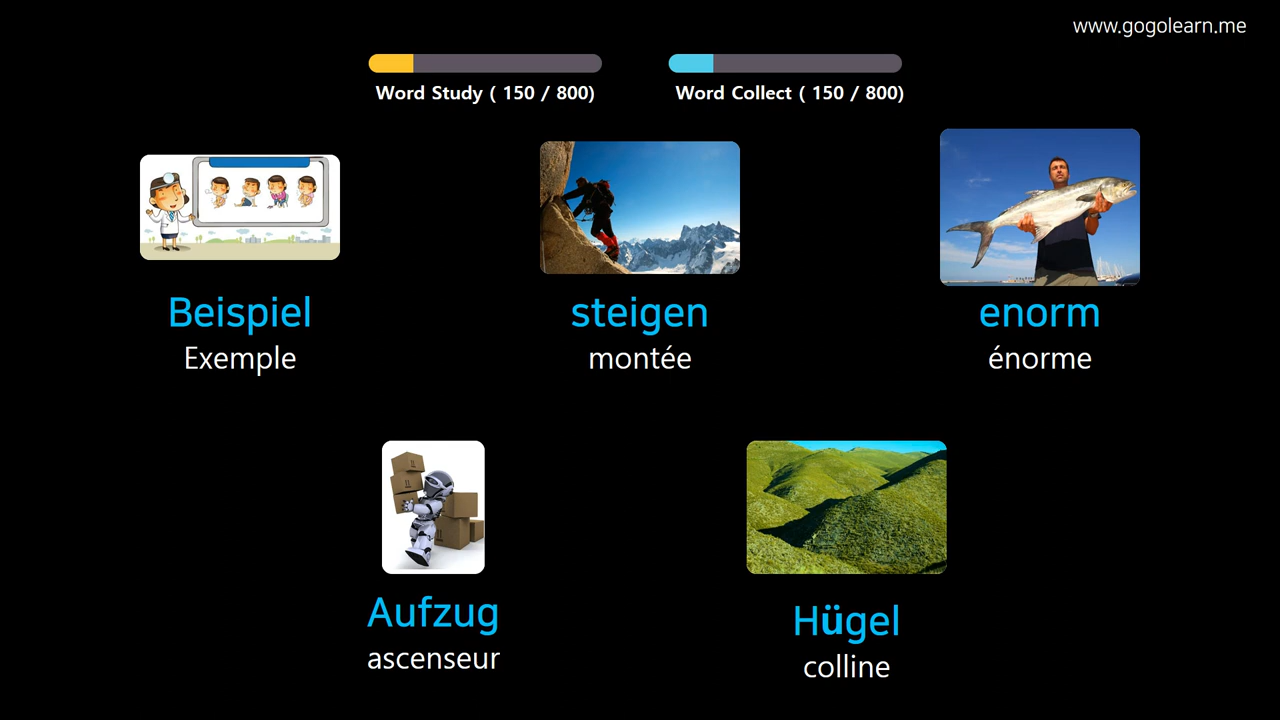 www.gogolearn.me
Word Study ( 150 / 800)
Word Collect ( 150 / 800)
Beispiel
Exemple
steigen
montée
enorm
énorme
Aufzug
ascenseur
Hügel
colline